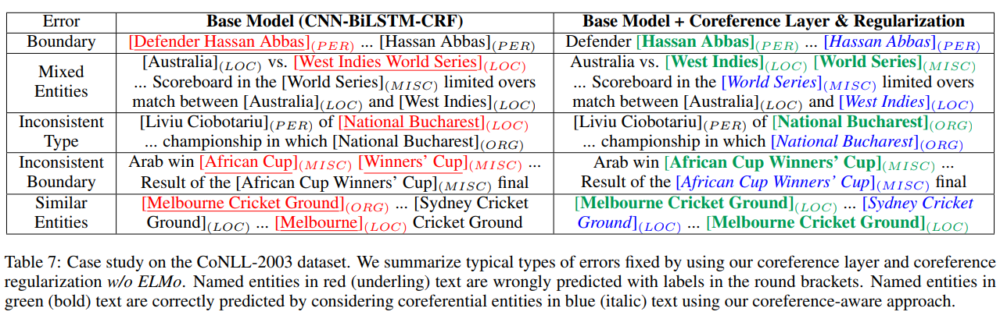 Error Base Model (CNN-BiLSTM-CRF) Base Model + Coreference Layer & Regularization
Boundary [Defender Hassan Abbas](PER) ... [Hassan Abbas](PER) Defender [Hassan Abbas](PER) ... [Hassan Abbas](PER)
Mixed Entities
[Australia](LOC) vs. [West Indies World Series](LOC)
... Scoreboard in the [World Series](MISC) limited overs
match between [Australia](LOC) and [West Indies](LOC)
Australia vs. [West Indies](LOC) [World Series](MISC)
... Scoreboard in the [World Series](MISC) limited overs
match between [Australia](LOC) and [West Indies](LOC)
Inconsistent Type
[Liviu Ciobotariu](PER) of [National Bucharest](LOC)
... championship in which [National Bucharest](ORG)
[Liviu Ciobotariu](PER) of [National Bucharest](ORG)
... championship in which [National Bucharest](ORG)
Inconsistent Boundary
Arab win [African Cup](MISC) [Winners' Cup](MISC) ...
Result of the [African Cup Winners' Cup](MISC) final
Arab win [African Cup Winners' Cup](MISC) ...
Result of the [African Cup Winners' Cup](MISC) final
Similar Entities
[Melbourne Cricket Ground](ORG) ... [Sydney Cricket
Ground](LOC) ... [Melbourne](LOC) Cricket Ground
[Melbourne Cricket Ground](LOC) ... [Sydney Cricket
Ground](LOC) ... [Melbourne Cricket Ground](LOC)
Table 7: Case study on the CoNLL-2003 dataset. We summarize typical types of errors fixed by using our coreference layer and coreference
regularization w/o ELMo. Named entities in red (underling) text are wrongly predicted with labels in the round brackets. Named entities in
green (bold) text are correctly predicted by considering coreferential entities in blue (italic) text using our coreference-aware approach.